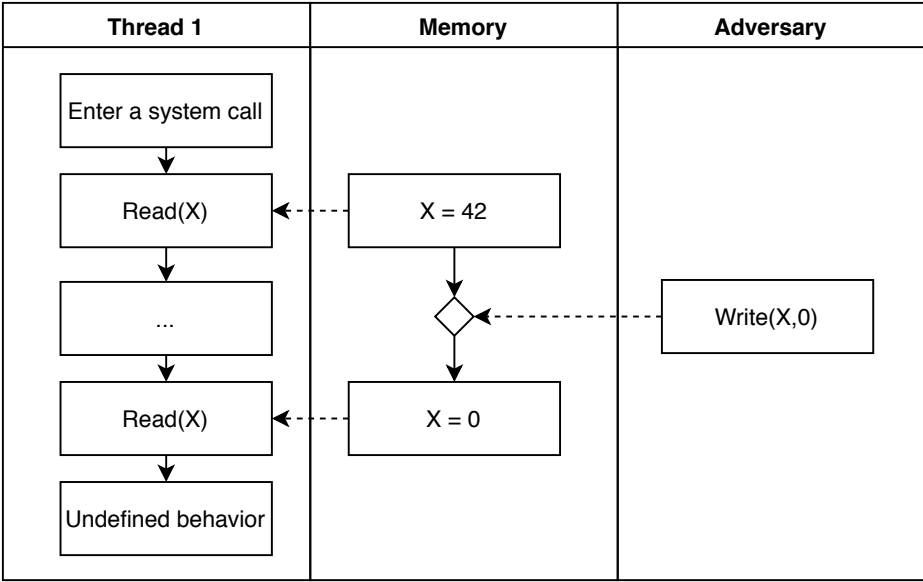 Thread 1
Memory
Adversary
Enter a system call
Read(X)
X = 42
...
Write(X,0)
Read(X)
X = 0
Undefined behavior